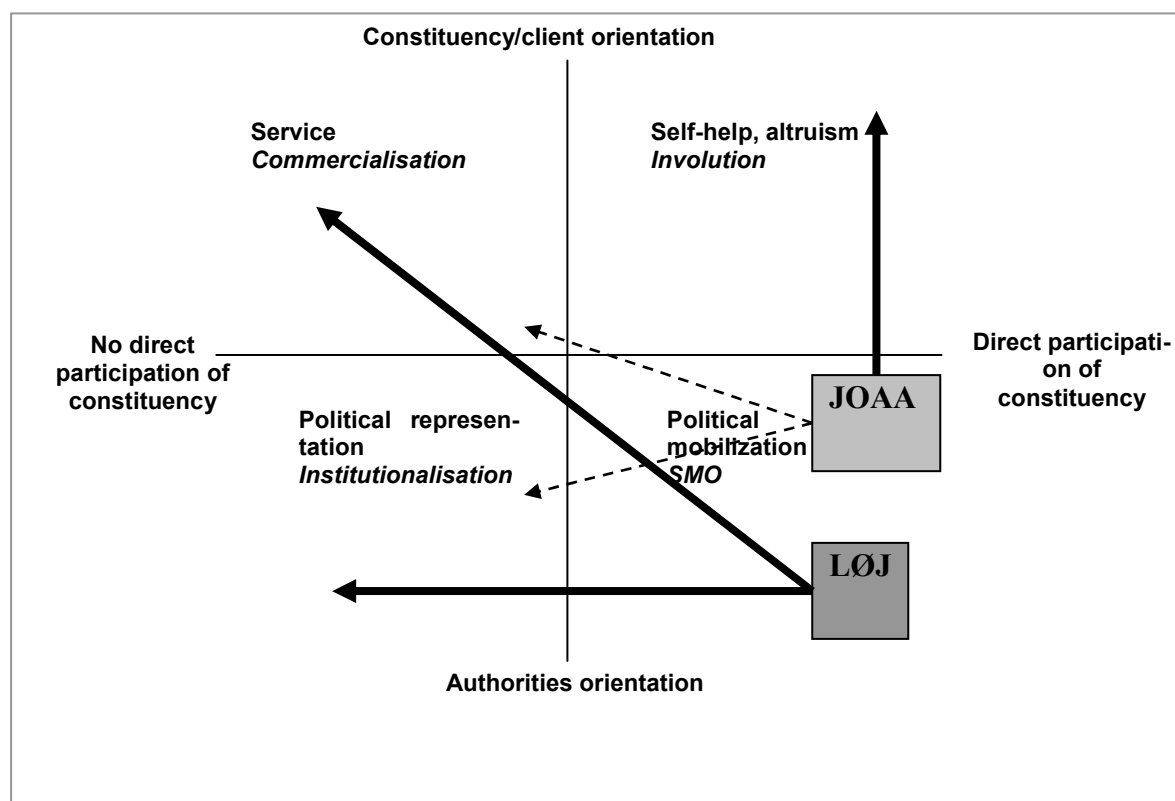 Constituency/client orientation
Service
Commercialisation
Self-help, altruism
Involution
No direct
participation of
constituency
Direct participati-
on of
constituency
JOAA
Political represen-
tation
Institutionalisation
Political
mobilization
SMO
LØJ
Authorities orientation